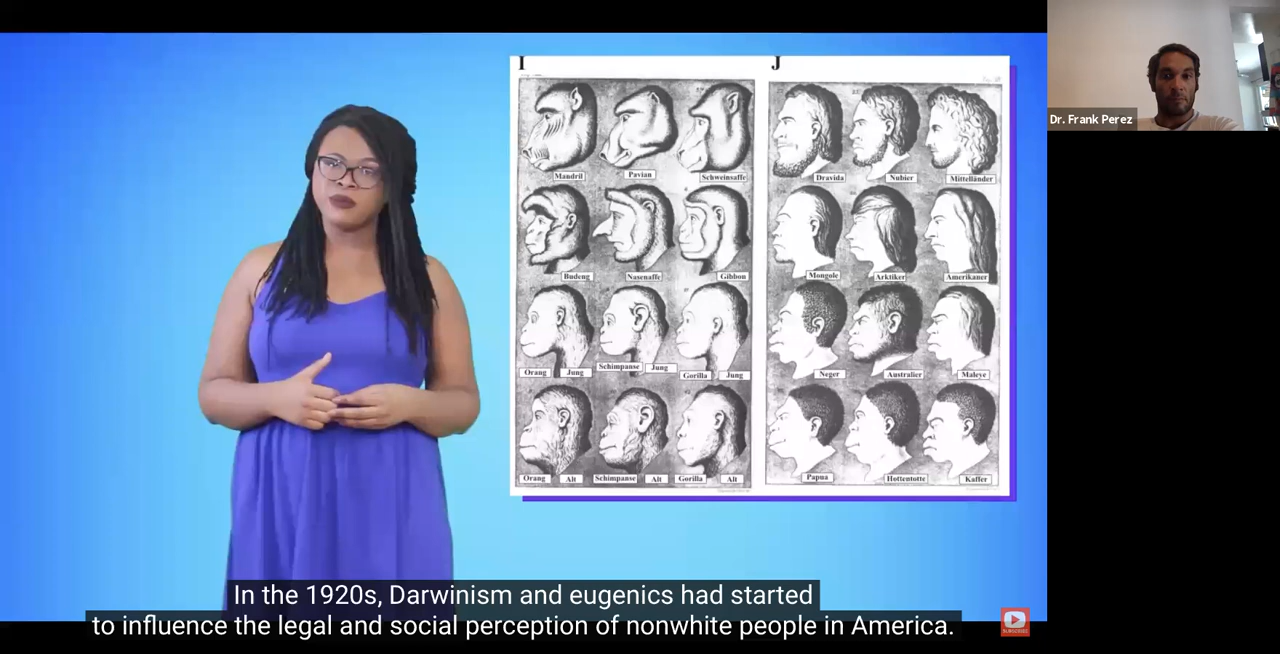 I
J
Mandril
Pavian
Schweinsaffe
Dravida
Nubier
Mittelländer
Budeng
Nasenaffe
Gibbon
Mongole
Arktiker
Amerikaner
Orang Jung
Schimpanse Jung
Gorilla Jung
Neger
Australier
Maleye
Orang Alt
Schimpanse Alt
Gorilla Alt
Papua
Hottentotte
Kaffer
In the 1920s, Darwinism and eugenics had started
to influence the legal and social perception of nonwhite people in America.
SUBSCRIBE
Dr. Frank Perez